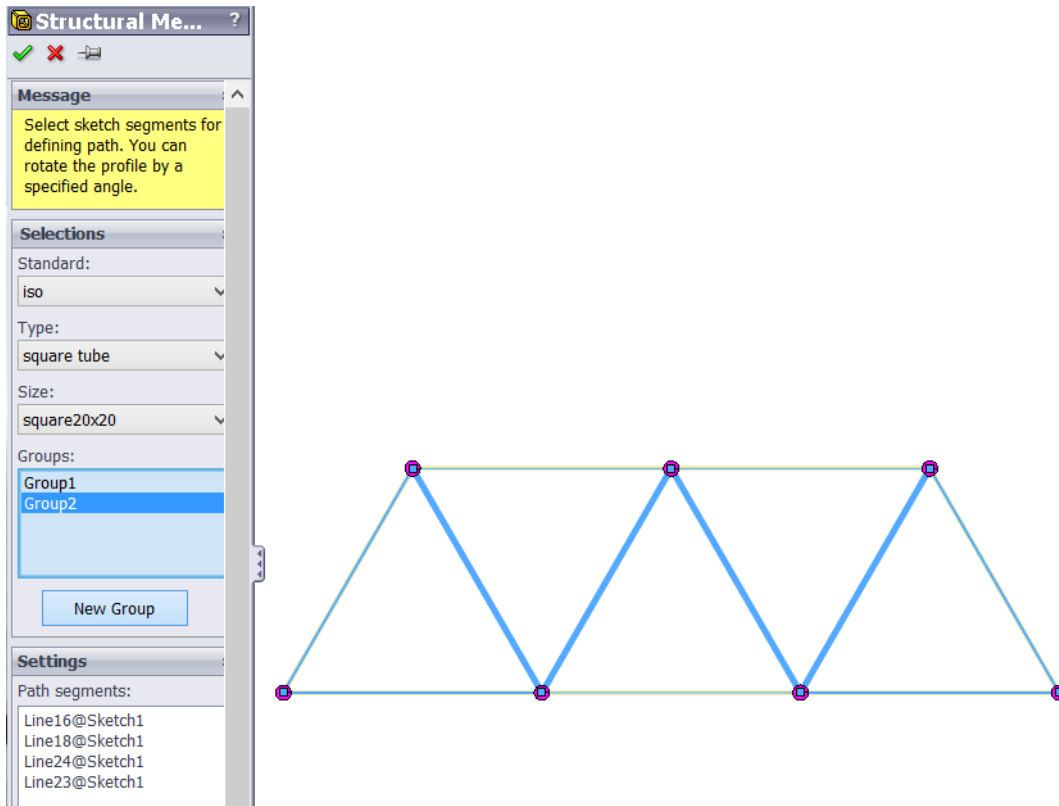 Structural Me... ?
Message
Select sketch segments for
defining path. You can
rotate the profile by a
specified angle.
Selections
Standard:
iso
Type:
square tube
Size:
square20x20
Groups:
Group1
Group2
New Group
Settings
Path segments:
Line16@Sketch1
Line18@Sketch1
Line24@Sketch1
Line23@Sketch1